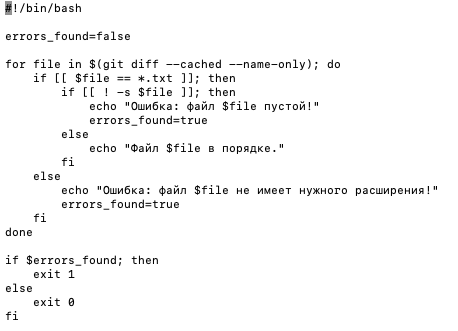 #!/bin/bash

errors_found=false

for file in $(git diff --cached --name-only); do
    if [[ $file == *.txt ]]; then
        if [[ ! -s $file ]]; then
            echo "Ошибка: файл $file пустой!"
            errors_found=true
        else
            echo "Файл $file в порядке."
        fi
    else
        echo "Ошибка: файл $file не имеет нужного расширения!"
        errors_found=true
    fi
done

if $errors_found; then
    exit 1
else
    exit 0
fi